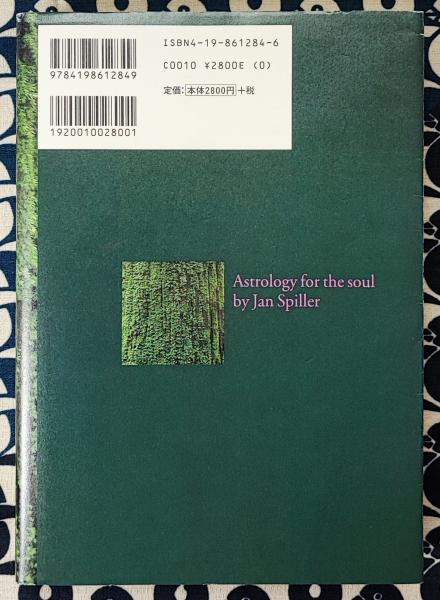 ISBN4-19-861284-6
9784198612849
C0010 ¥2800E (0)
定価：本体2800円+税
1920010028001
Astrology for the soul
by Jan Spiller